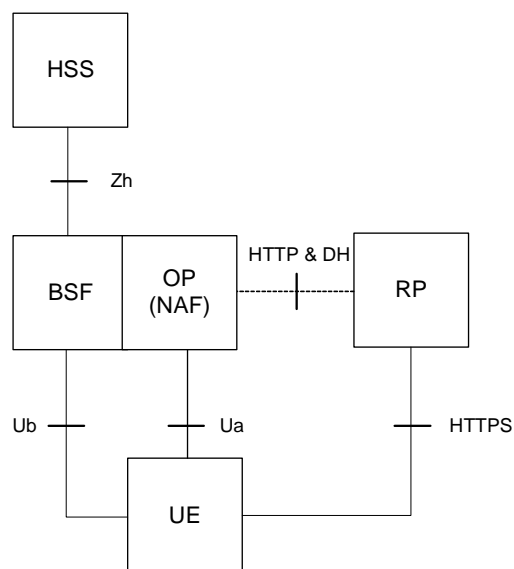 HSS
Zh
HTTP & DH
BSF
OP
(NAF)
RP
Ub
Ua
HTTPS
UE